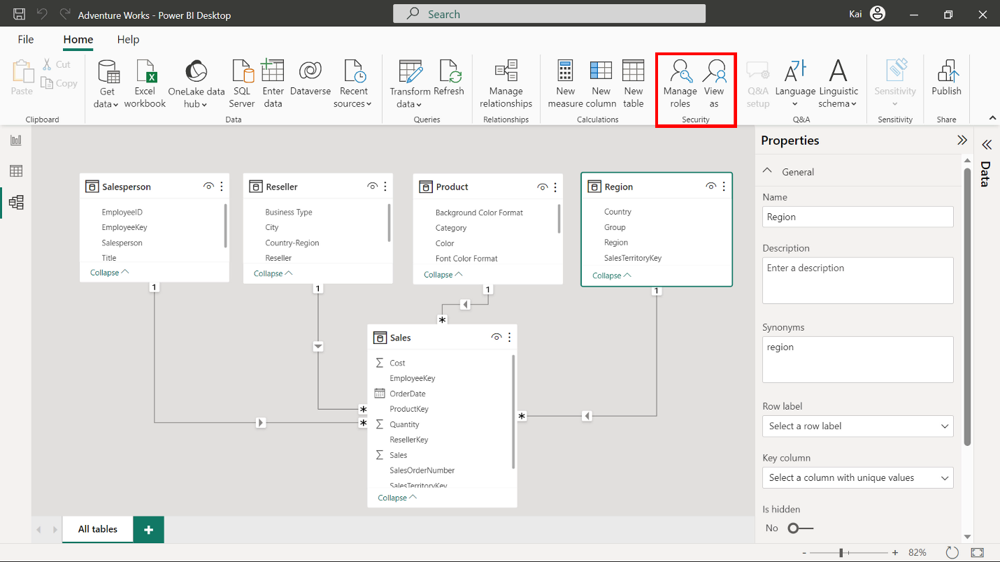 Adventure Works - Power BI Desktop
Search
Kai
File
Home
Help
Paste
Cut
Copy
Clipboard
Get
data
Excel
workbook
OneLake data
hub
SQL
Server
Enter
data
Dataverse
Recent
sources
Data
Transform
data
Refresh
Queries
Manage
relationships
Relationships
New
measure
New
column
New
table
Calculations
Manage
roles
View
as
Security
Q&A
setup
Language
Linguistic
schema
Q&A
Sensitivity
Sensitivity
Publish
Share
Salesperson
EmployeeID
EmployeeKey
Salesperson
Title
Collapse
1
Reseller
Business Type
City
Country-Region
Reseller
Collapse
1
Product
Background Color Format
Category
Color
Font Color Format
Collapse
1
*
Region
Country
Group
Region
SalesTerritoryKey
Collapse
1
Sales
Cost
EmployeeKey
OrderDate
ProductKey
Quantity
ResellerKey
Sales
SalesOrderNumber
SalesTerritoryKey
Collapse
*
*
*
Properties
General
Name
Region
Description
Enter a description
Synonyms
region
Row label
Select a row label
Key column
Select a column with unique values
Is hidden
No
Data
All tables
+
- + 82%